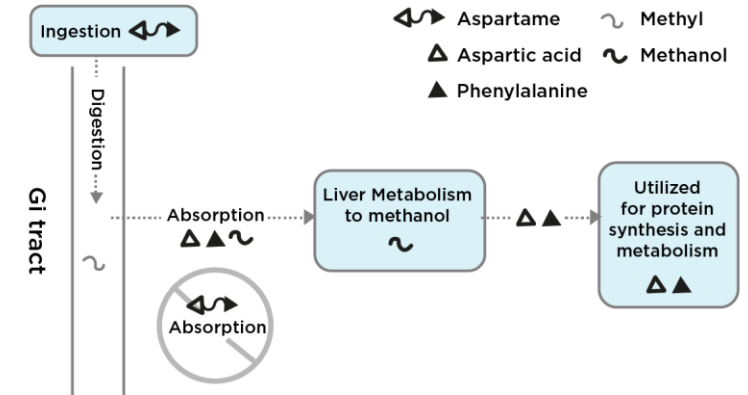 Ingestion
Aspartame
Methyl
Aspartic acid
Methanol
Phenylalanine
Digestion
Gi tract
Absorption
Liver Metabolism
to methanol
Utilized
for protein
synthesis and
metabolism
Absorption